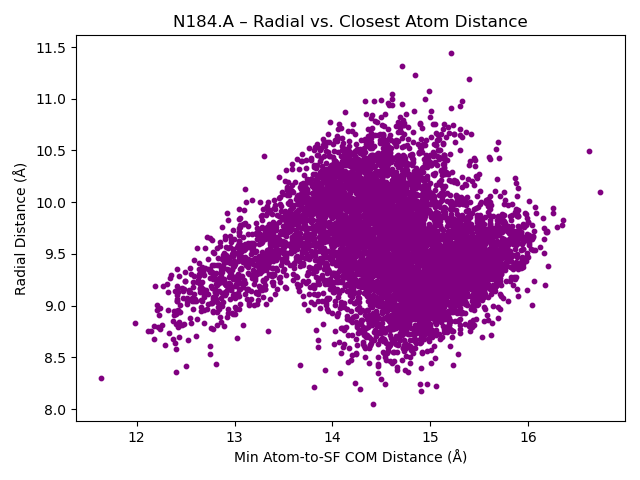 N184.A – Radial vs. Closest Atom Distance
Radial Distance (Å)
11.5
11.0
10.5
10.0
9.5
9.0
8.5
8.0
12 13 14 15 16
Min Atom-to-SF COM Distance (Å)